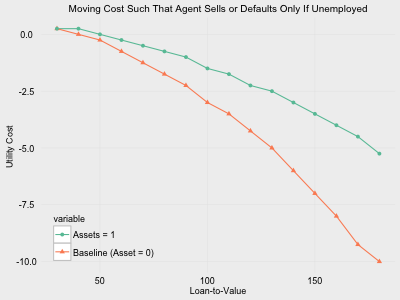 Moving Cost Such That Agent Sells or Defaults Only If Unemployed
0.0
-2.5
-5.0
-7.5
-10.0
Utility Cost
variable
Assets = 1
Baseline (Asset = 0)
50
100
150
Loan-to-Value